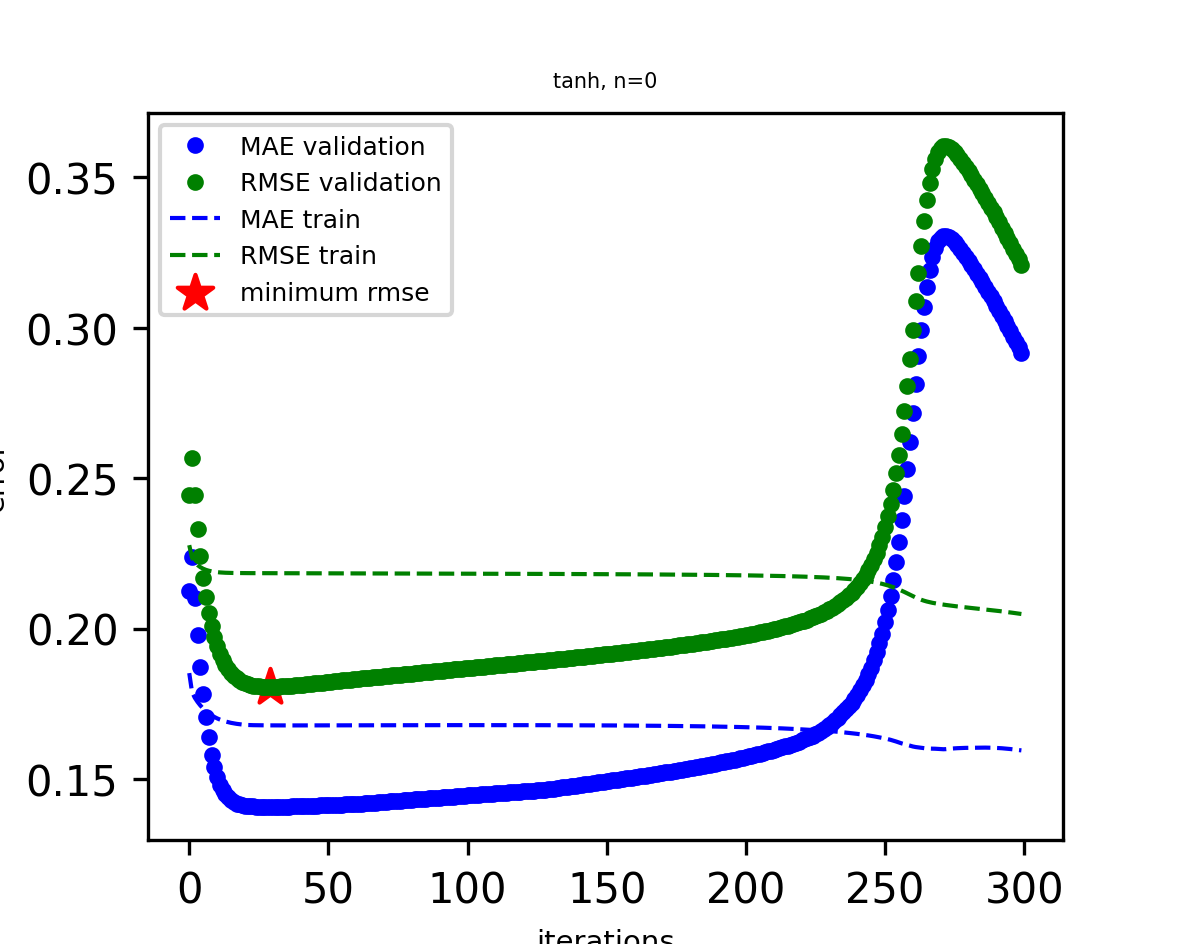 tanh, n=0
MAE validation
RMSE validation
MAE train
RMSE train
minimum rmse
0.35
0.30
0.25
0.20
0.15
0 50 100 150 200 250 300
iterations